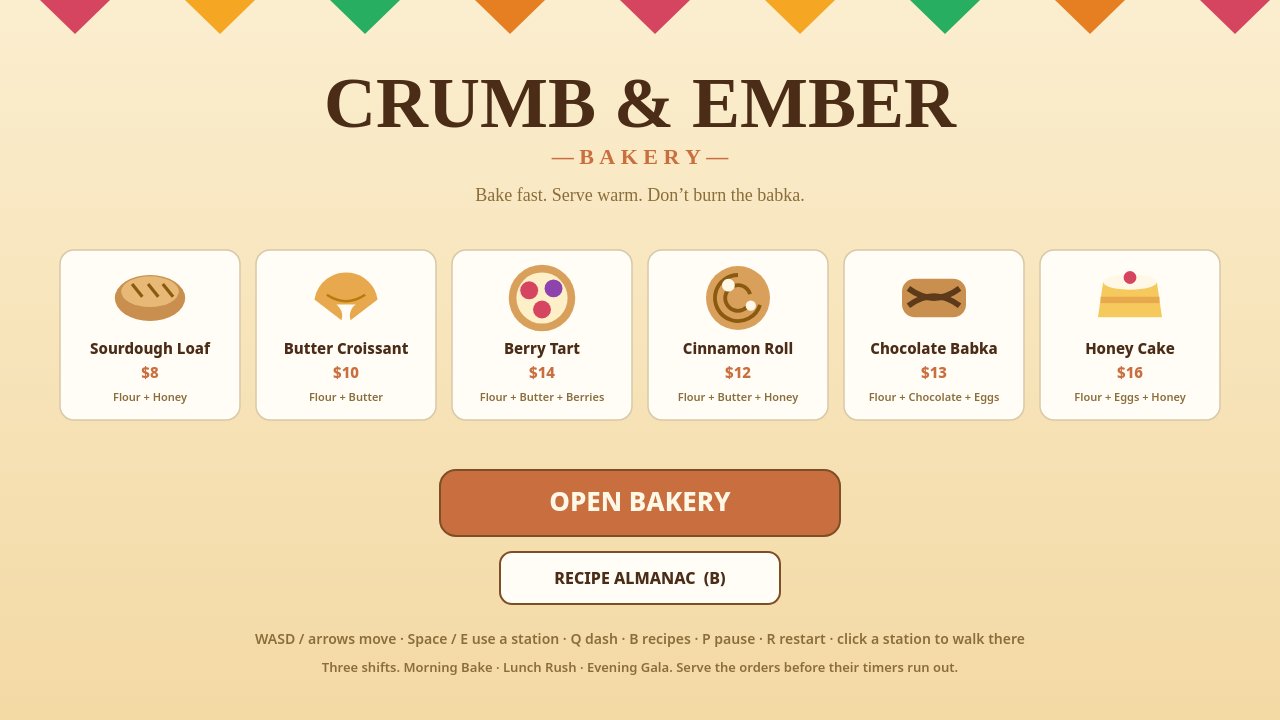 CRUMB & EMBER
—BAKERY—
Bake fast. Serve warm. Don’t burn the babka.
Sourdough Loaf
$8
Flour + Honey
Butter Croissant
$10
Flour + Butter
Berry Tart
$14
Flour + Butter + Berries
Cinnamon Roll
$12
Flour + Butter + Honey
Chocolate Babka
$13
Flour + Chocolate + Eggs
Honey Cake
$16
Flour + Eggs + Honey
OPEN BAKERY
RECIPE ALMANAC (B)
WASD / arrows move · Space / E use a station · Q dash · B recipes · P pause · R restart · click a station to walk there
Three shifts. Morning Bake · Lunch Rush · Evening Gala. Serve the orders before their timers run out.